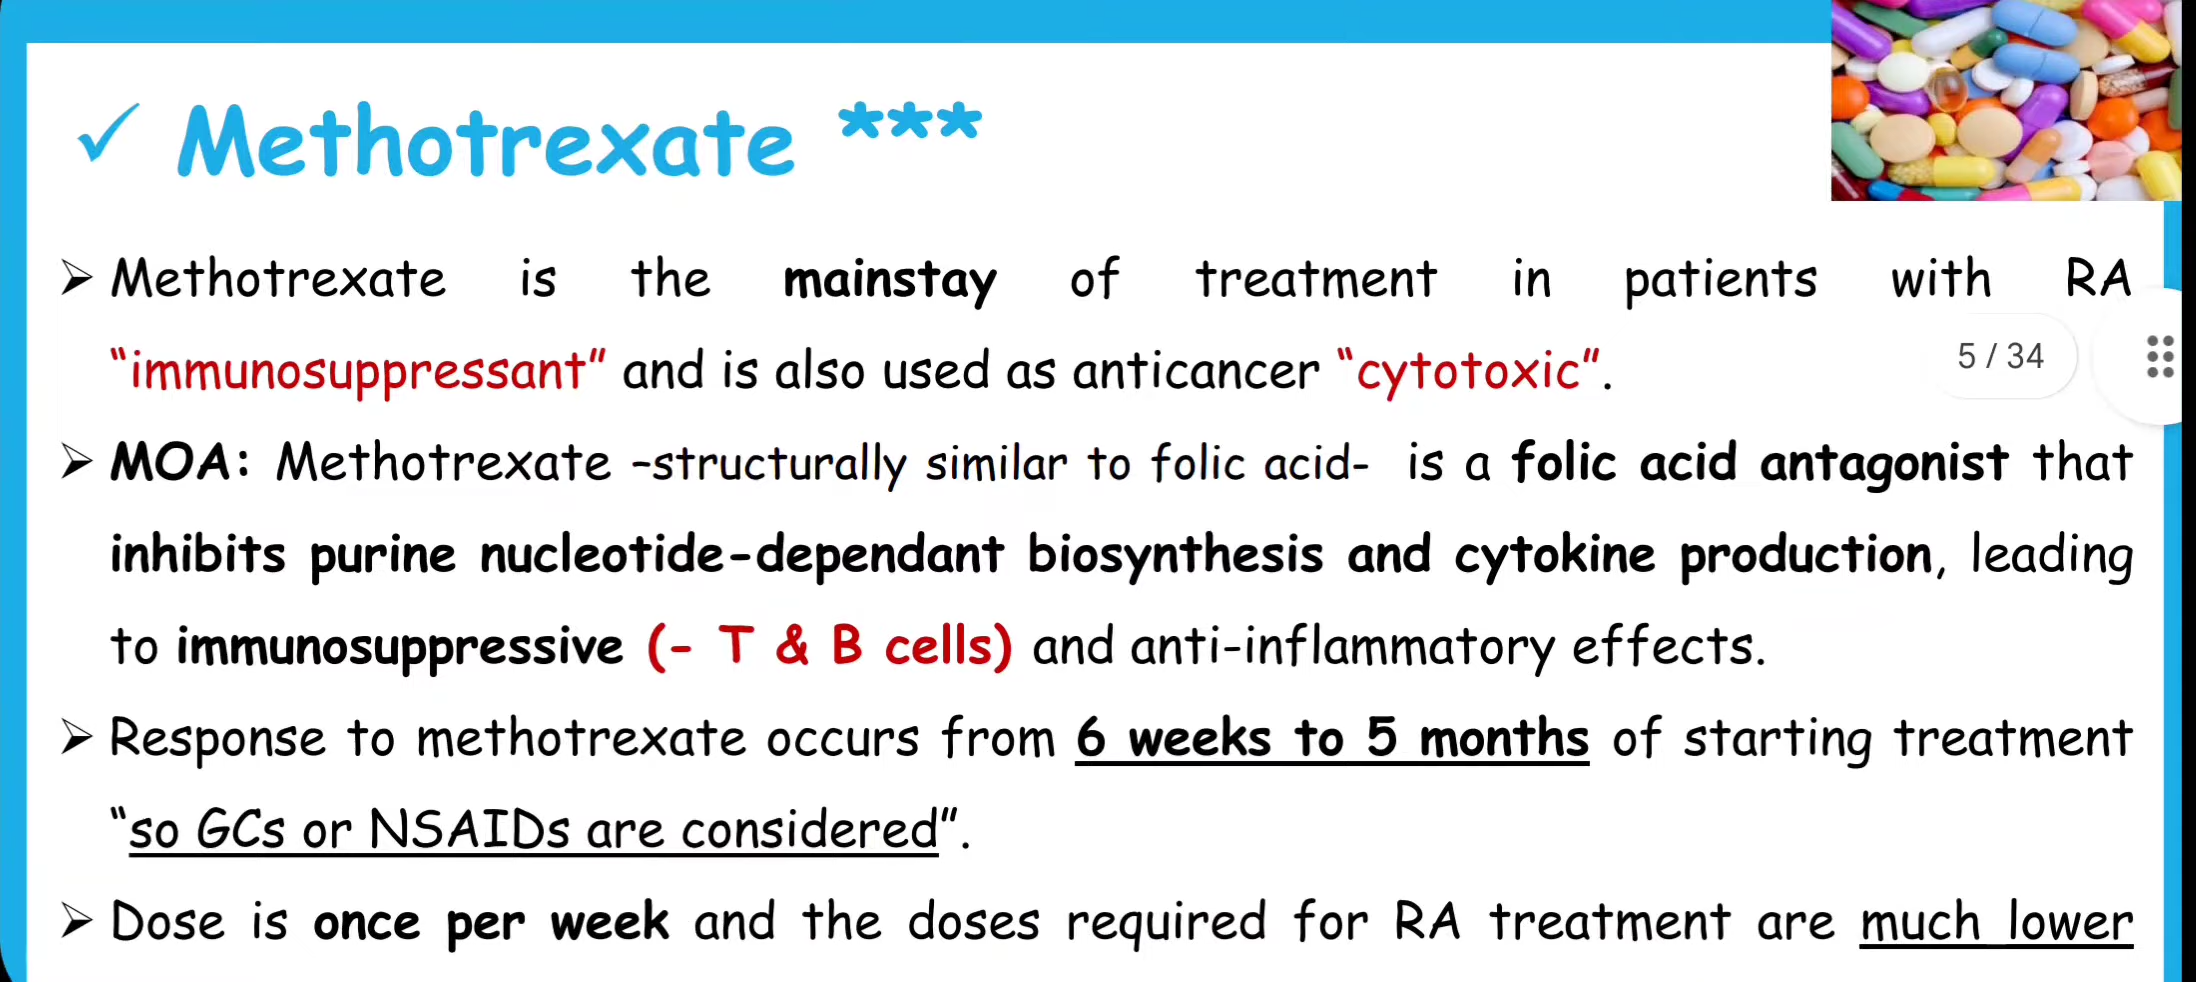 ✓ Methotrexate ***
➢ Methotrexate is the mainstay of treatment in patients with RA
“immunosuppressant” and is also used as anticancer “cytotoxic”.
5 / 34
➢ MOA: Methotrexate –structurally similar to folic acid- is a folic acid antagonist that
inhibits purine nucleotide-dependant biosynthesis and cytokine production, leading
to immunosuppressive (- T & B cells) and anti-inflammatory effects.
➢ Response to methotrexate occurs from 6 weeks to 5 months of starting treatment
“so GCs or NSAIDs are considered”.
➢ Dose is once per week and the doses required for RA treatment are much lower